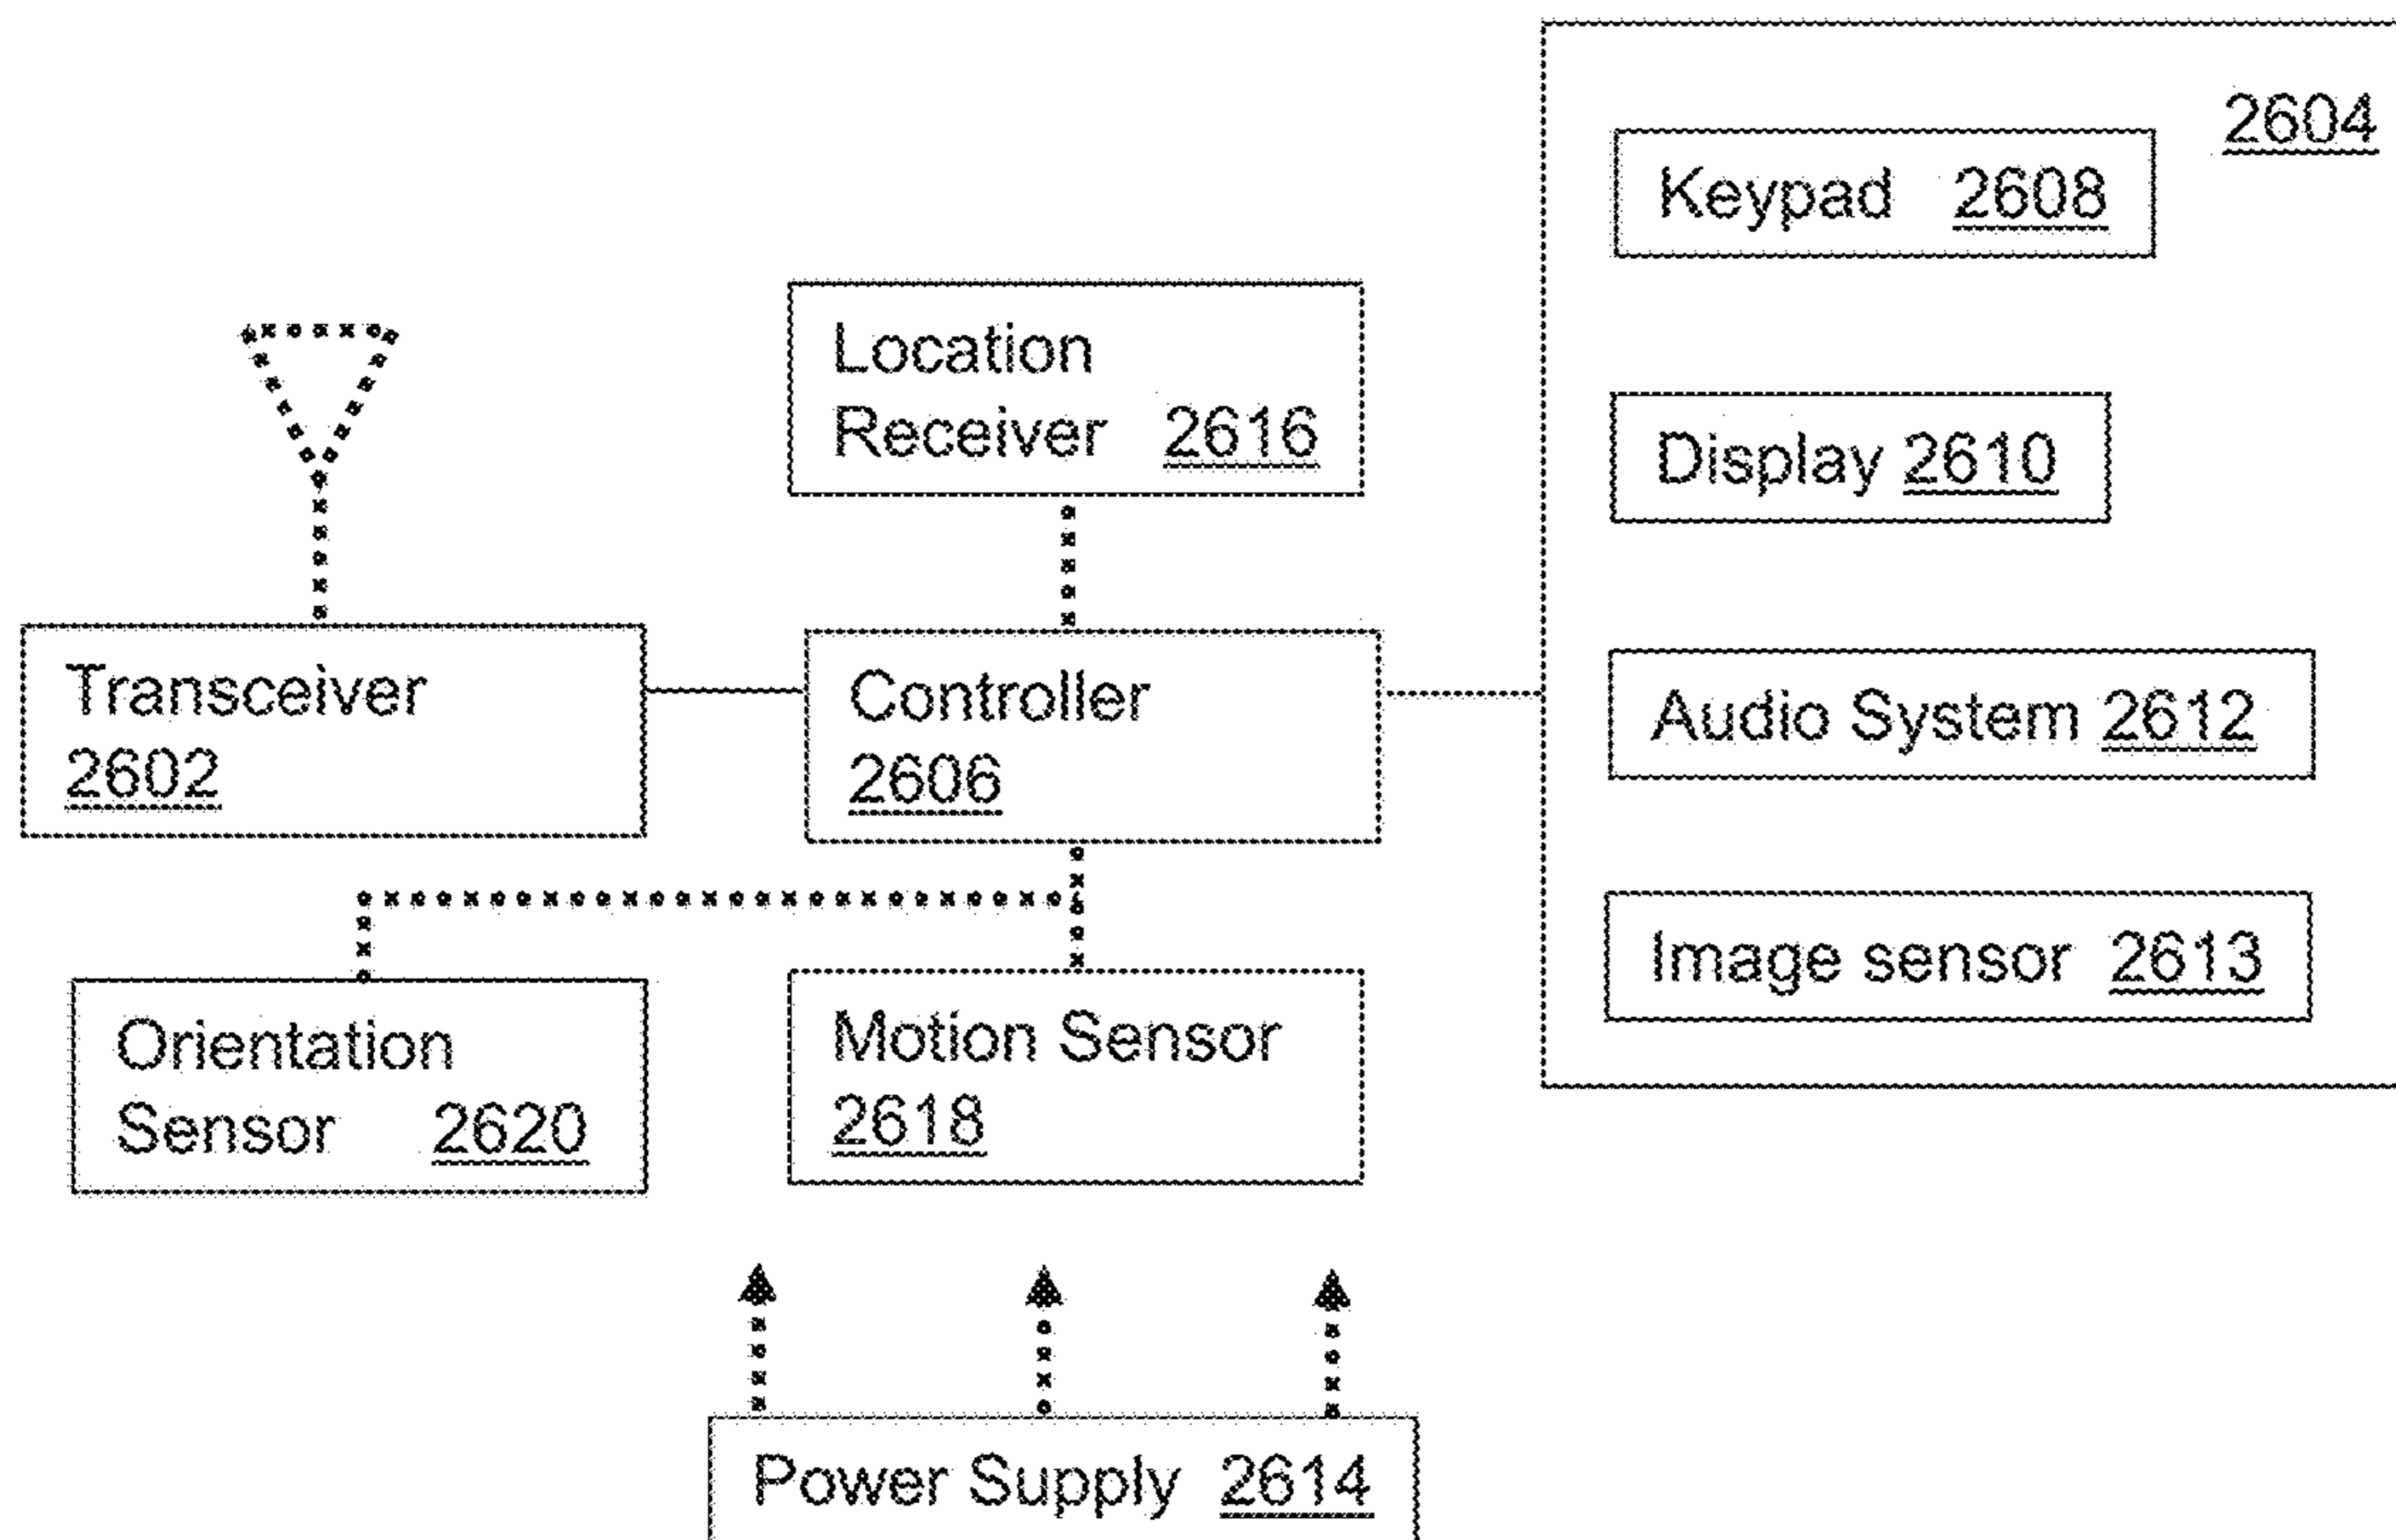 2604
Keypad 2608
Location
Receiver 2616
Display 2610
Transceiver
2602
Controller
2606
Audio System 2612
Image sensor 2613
Orientation
Sensor 2620
Motion Sensor
2618
Power Supply 2614